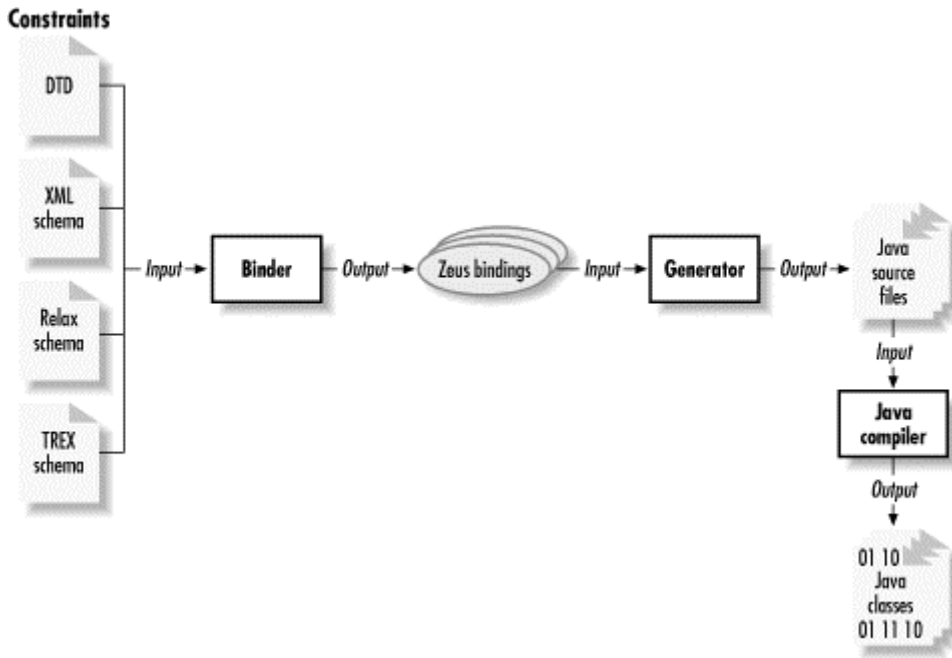 Constraints
DTD
XML
schema
Relax
schema
TREX
schema
Input
Binder
Output
Zeus bindings
Input
Generator
Output
Java
source
files
Input
Java
compiler
Output
01 10
Java
classes
01 11 10